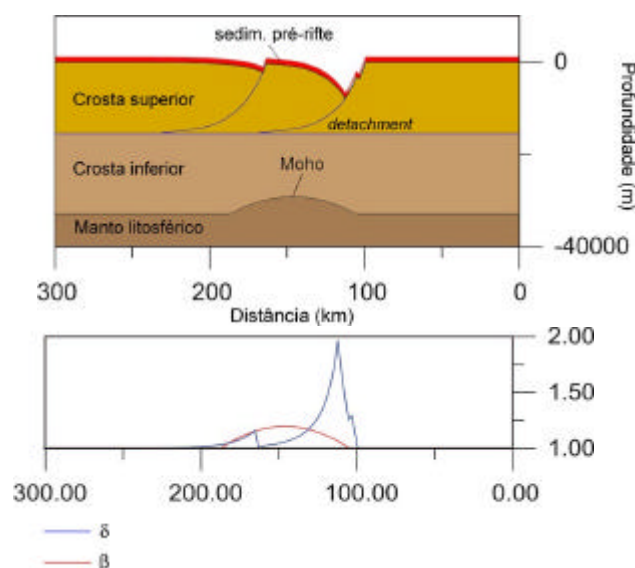 sedim. pré-rifte
0
Crosta superior
detachment
Crosta inferior
Moho
Manto litosférico
-40000
Profundidade (m)
300
200
100
0
Distância (km)
2.00
1.50
1.00
300.00
200.00
100.00
0.00
δ
β